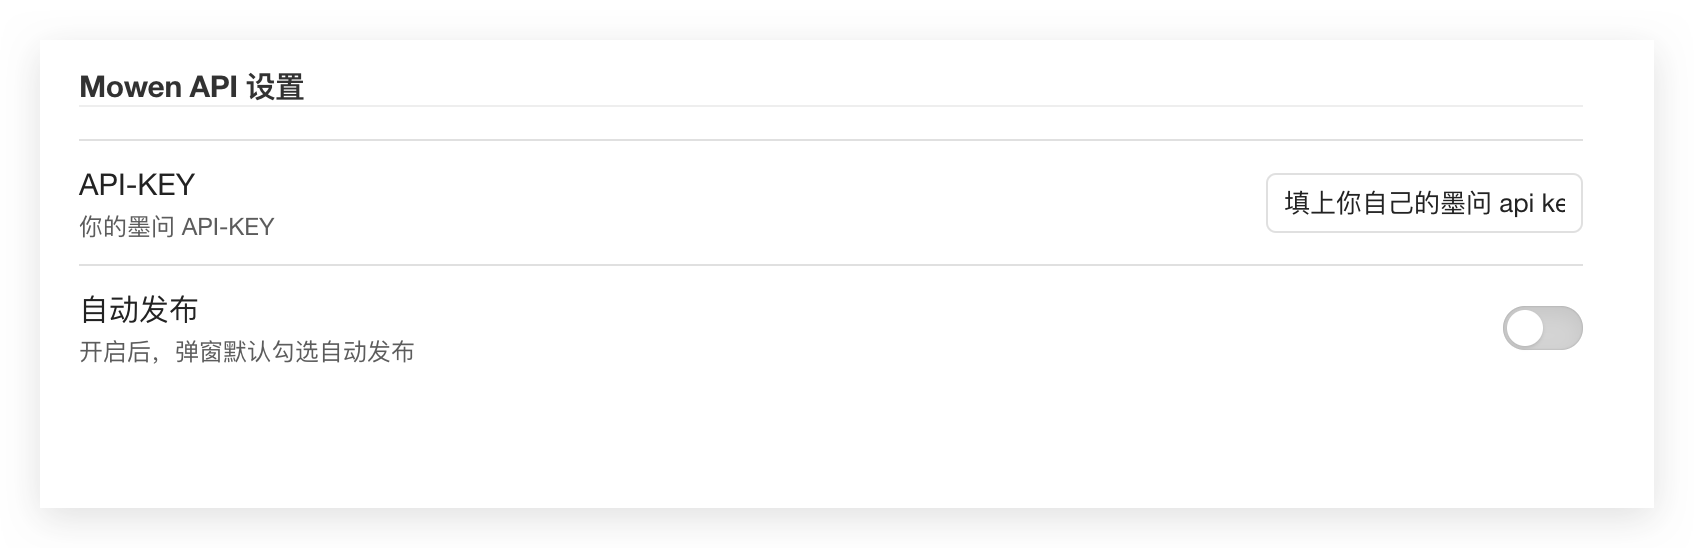 Mowen API 设置
API-KEY
你的墨问 API-KEY
填上你自己的墨问 api ke
自动发布
开启后，弹窗默认勾选自动发布